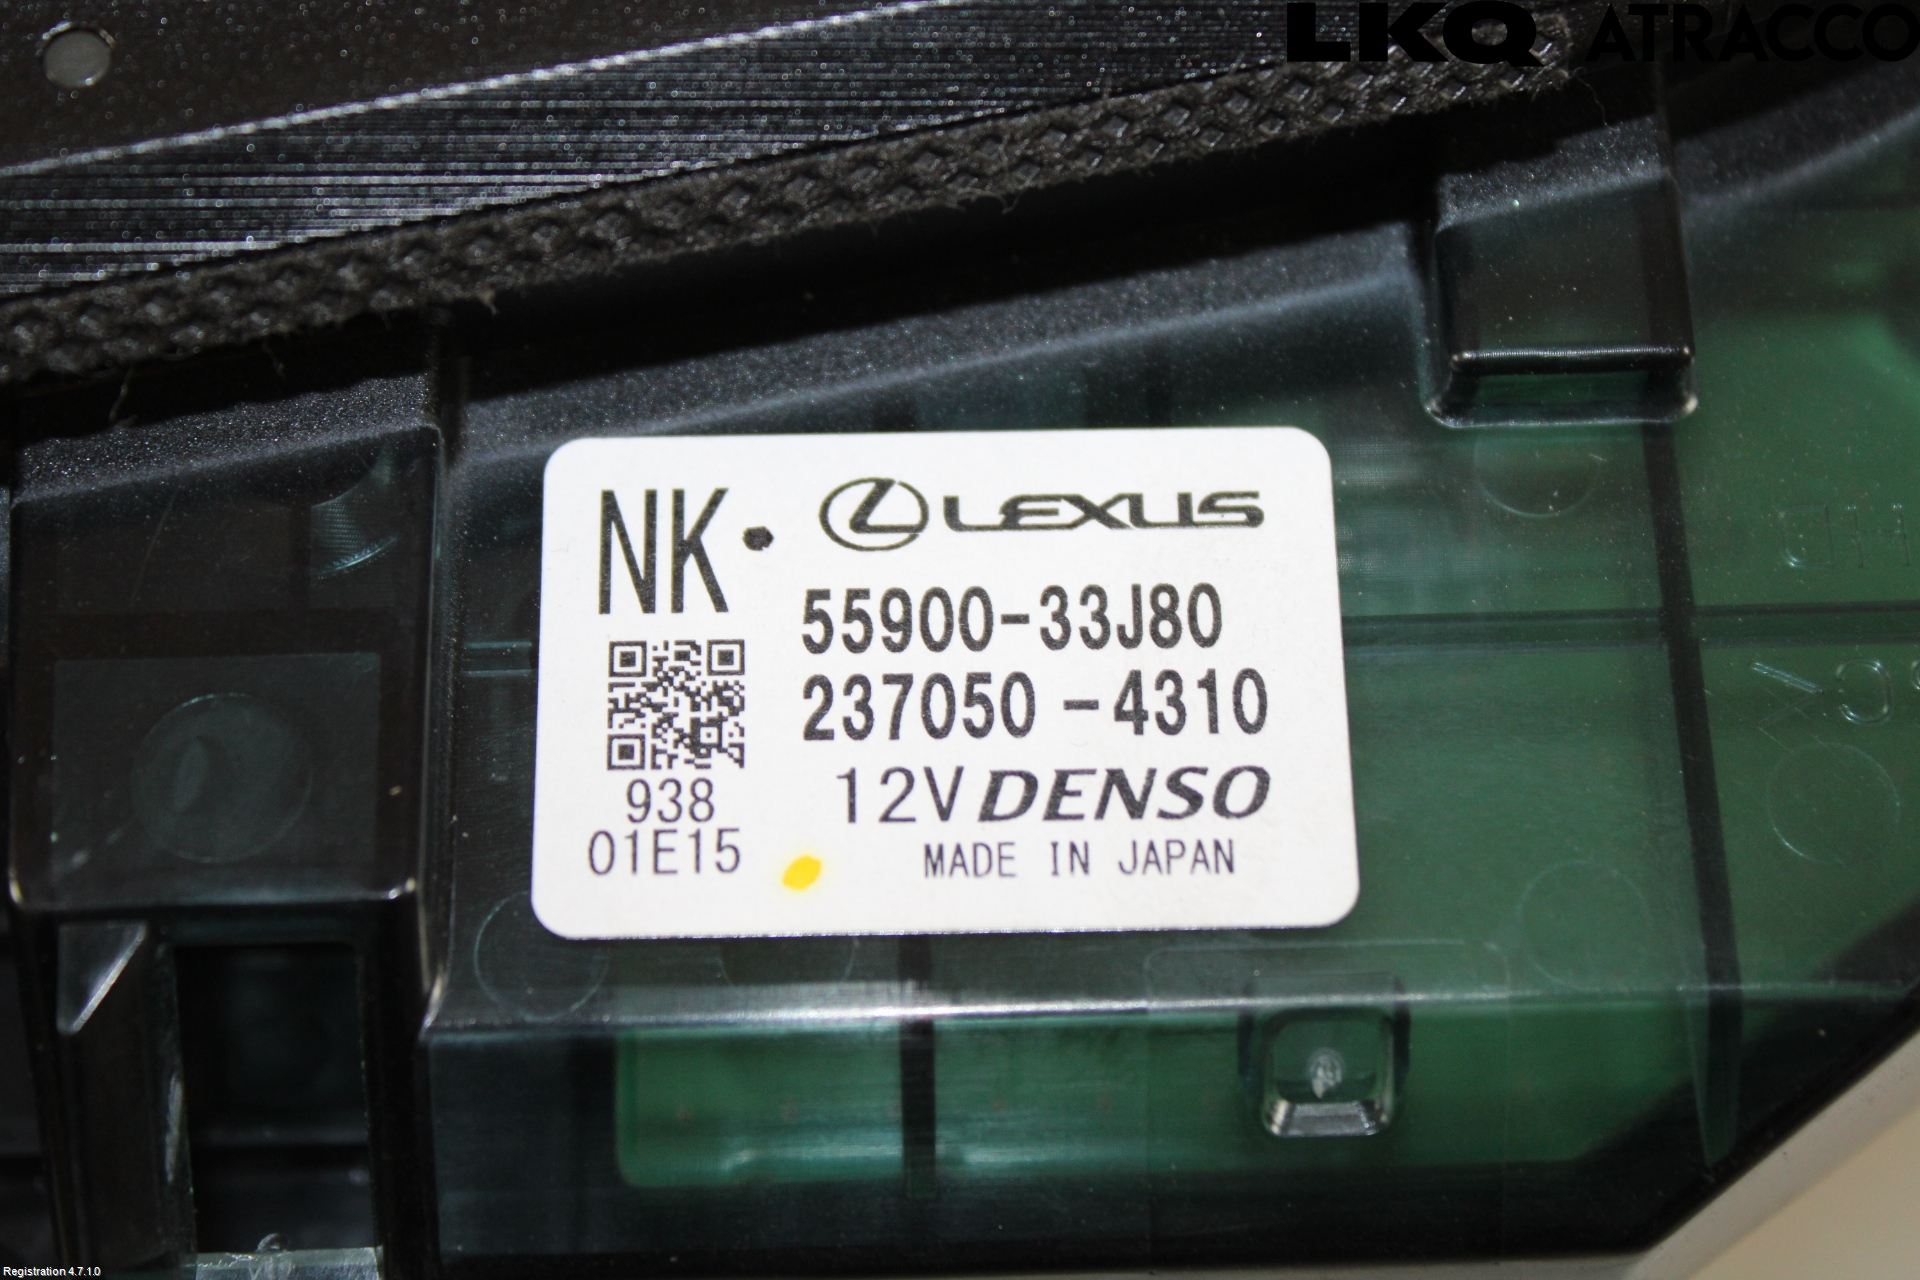 LKQ ATRACCO
NK• LEXUS
55900-33J80
237050-4310
938
12V DENSO
01E15
MADE IN JAPAN
Registration 4.7.1.0